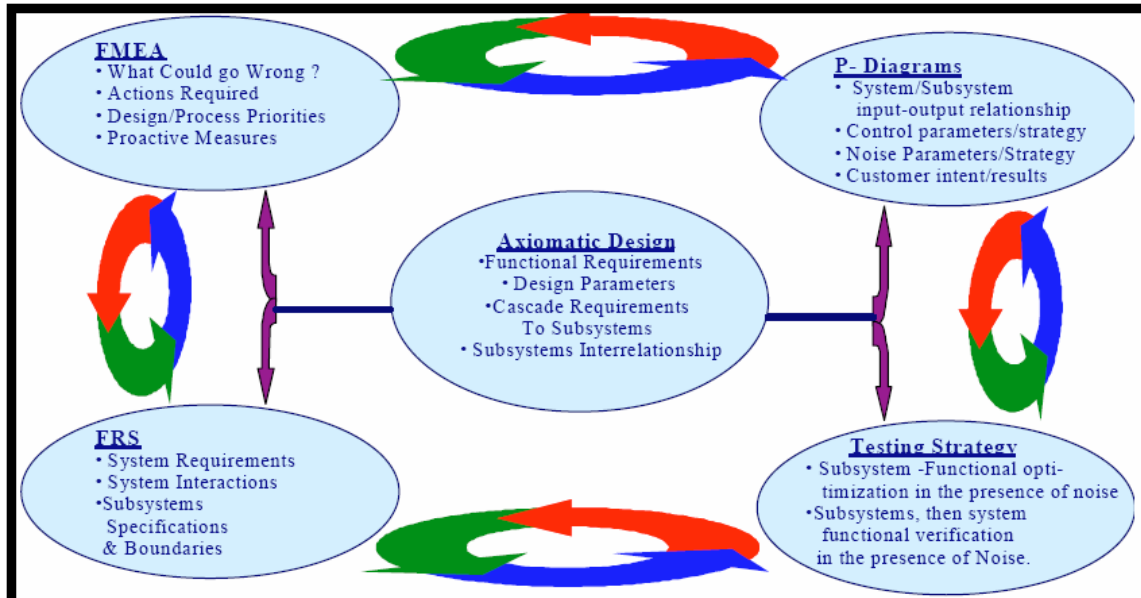 FMEA
• What Could go Wrong ?
• Actions Required
• Design/Process Priorities
• Proactive Measures
P- Diagrams
• System/Subsystem
input-output relationship
• Control parameters/strategy
• Noise Parameters/Strategy
• Customer intent/results
Axiomatic Design
•Functional Requirements
• Design Parameters
•Cascade Requirements
To Subsystems
• Subsystems Interrelationship
FRS
• System Requirements
• System Interactions
•Subsystems
Specifications
& Boundaries
Testing Strategy
• Subsystem -Functional opti-
timization in the presence of noise
•Subsystems, then system
functional verification
in the presence of Noise.